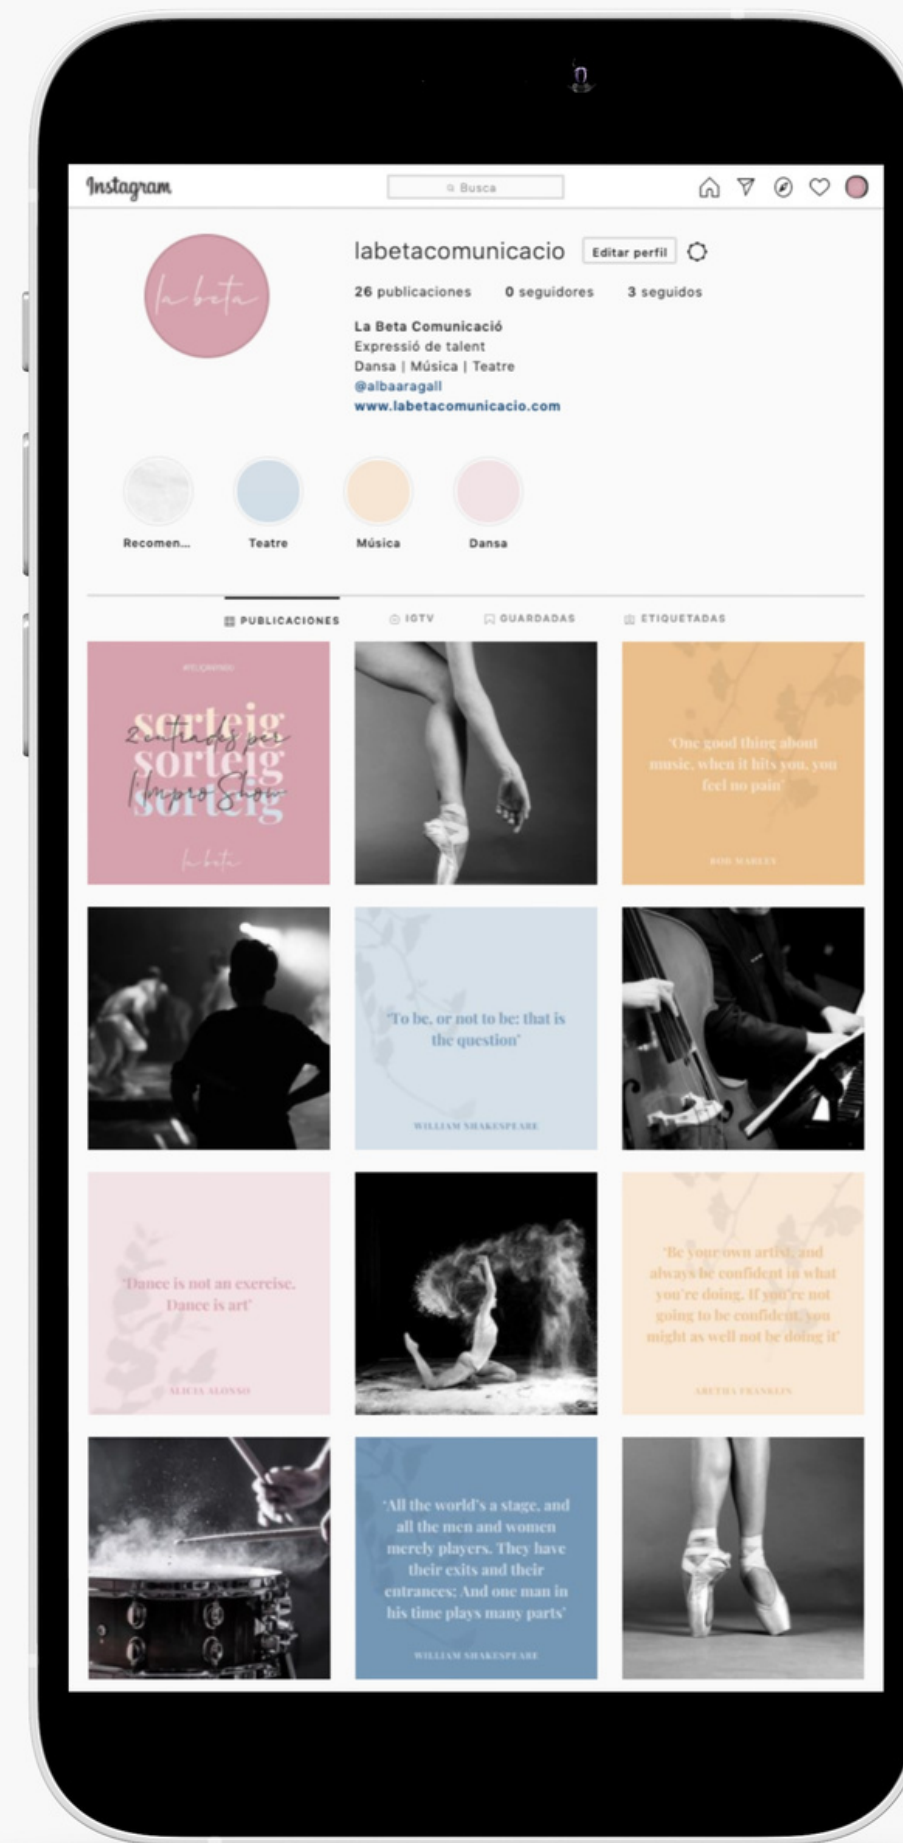 Instagram
Busca
la beta
labetacomunicacio Editar perfil
26 publicaciones 0 seguidores 3 seguidos
La Beta Comunicació
Expressió de talent
Dansa | Música | Teatre
@albaaragall
www.labetacomunicacio.com
Recomen... Teatre Música Dansa
PUBLICACIONES IGTV GUARDADAS ETIQUETADAS
sorteig
2 entrades per
sorteig
l'Impro Show
sorteig
la beta
'One good thing about
music, when it hits you, you
feel no pain'
BOB MARLEY
'To be, or not to be: that is
the question'
WILLIAM SHAKESPEARE
'Dance is not an exercise.
Dance is art'
ALICIA ALONSO
'Be your own artist, and
always be confident in what
you're doing. If you're not
going to be confident, you
might as well not be doing it'
ARETHA FRANKLIN
'All the world's a stage, and
all the men and women
merely players. They have
their exits and their
entrances; And one man in
his time plays many parts'
WILLIAM SHAKESPEARE